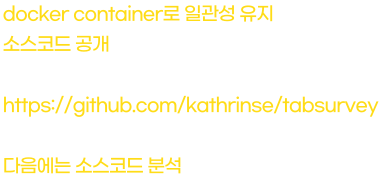 docker container로 일관성 유지
소스코드 공개
https://github.com/kathrinse/tabsurvey
다음에는 소스코드 분석